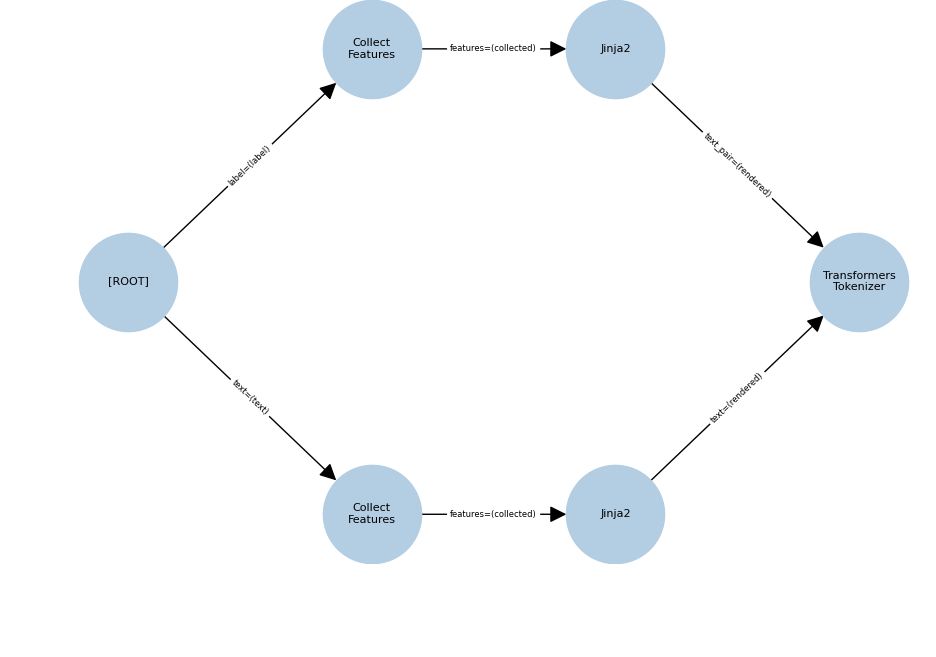 Collect
Features
features=(collected)
Jinja2
label=(label)
text_pair=(rendered)
[ROOT]
Transformers
Tokenizer
text=(text)
text=(rendered)
Collect
Features
features=(collected)
Jinja2